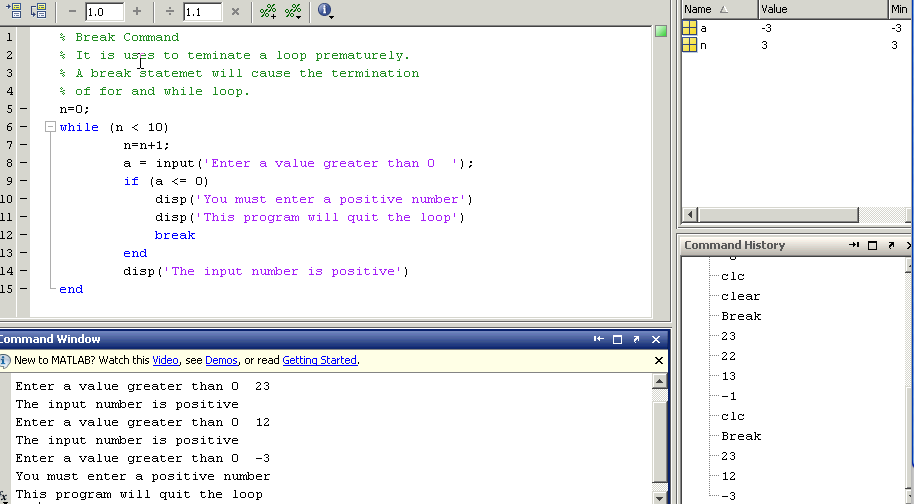 1.0
1.1
1 % Break Command
2 % It is uses to teminate a loop prematurely.
3 % A break statemet will cause the termination
4 % of for and while loop.
5 n=0;
6 while (n < 10)
7 n=n+1;
8 a = input('Enter a value greater than 0  ');
9 if (a <= 0)
10 disp('You must enter a positive number')
11 disp('This program will quit the loop')
12 break
13 end
14 disp('The input number is positive')
15 end
Command Window
New to MATLAB? Watch this Video, see Demos, or read Getting Started.
Enter a value greater than 0  23
The input number is positive
Enter a value greater than 0  12
The input number is positive
Enter a value greater than 0  -3
You must enter a positive number
This program will quit the loop
Name Value Min
a -3 -3
n 3 3
Command History
clc
clear
Break
23
22
13
-1
clc
Break
23
12
-3